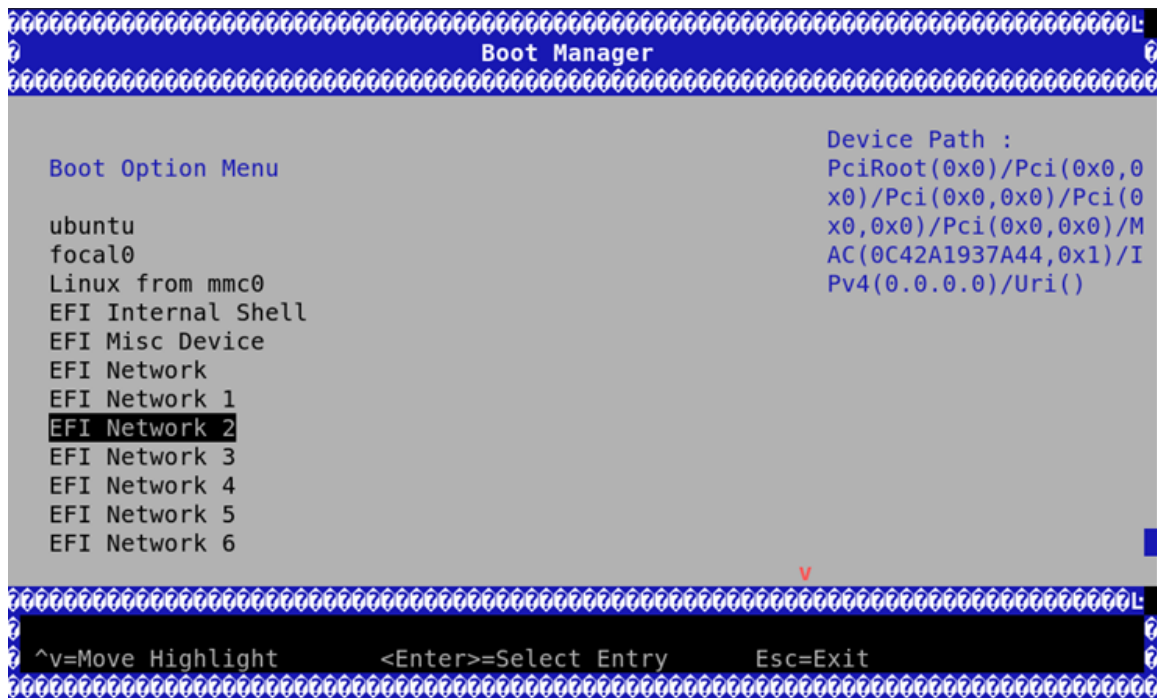 Boot Manager
Boot Option Menu
ubuntu
focal0
Linux from mmc0
EFI Internal Shell
EFI Misc Device
EFI Network
EFI Network 1
EFI Network 2
EFI Network 3
EFI Network 4
EFI Network 5
EFI Network 6
Device Path :
PciRoot(0x0)/Pci(0x0,0
x0)/Pci(0x0,0x0)/Pci(0
x0,0x0)/Pci(0x0,0x0)/M
AC(0C42A1937A44,0x1)/I
Pv4(0.0.0.0)/Uri()
v
^v=Move Highlight <Enter>=Select Entry Esc=Exit